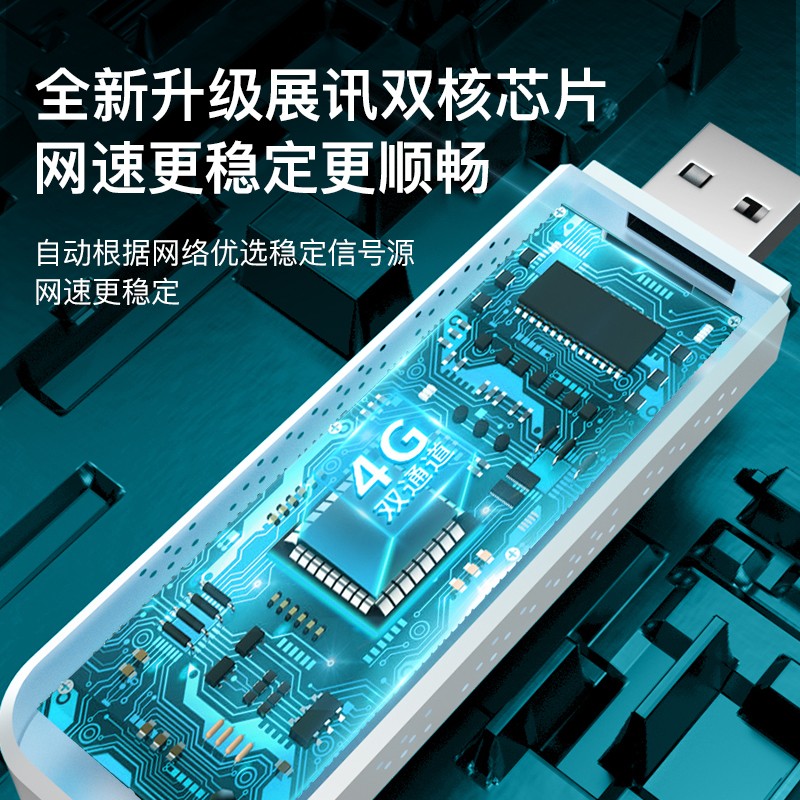 全新升级展讯双核芯片
网速更稳定更顺畅
自动根据网络优选稳定信号源
网速更稳定
4G
双通道